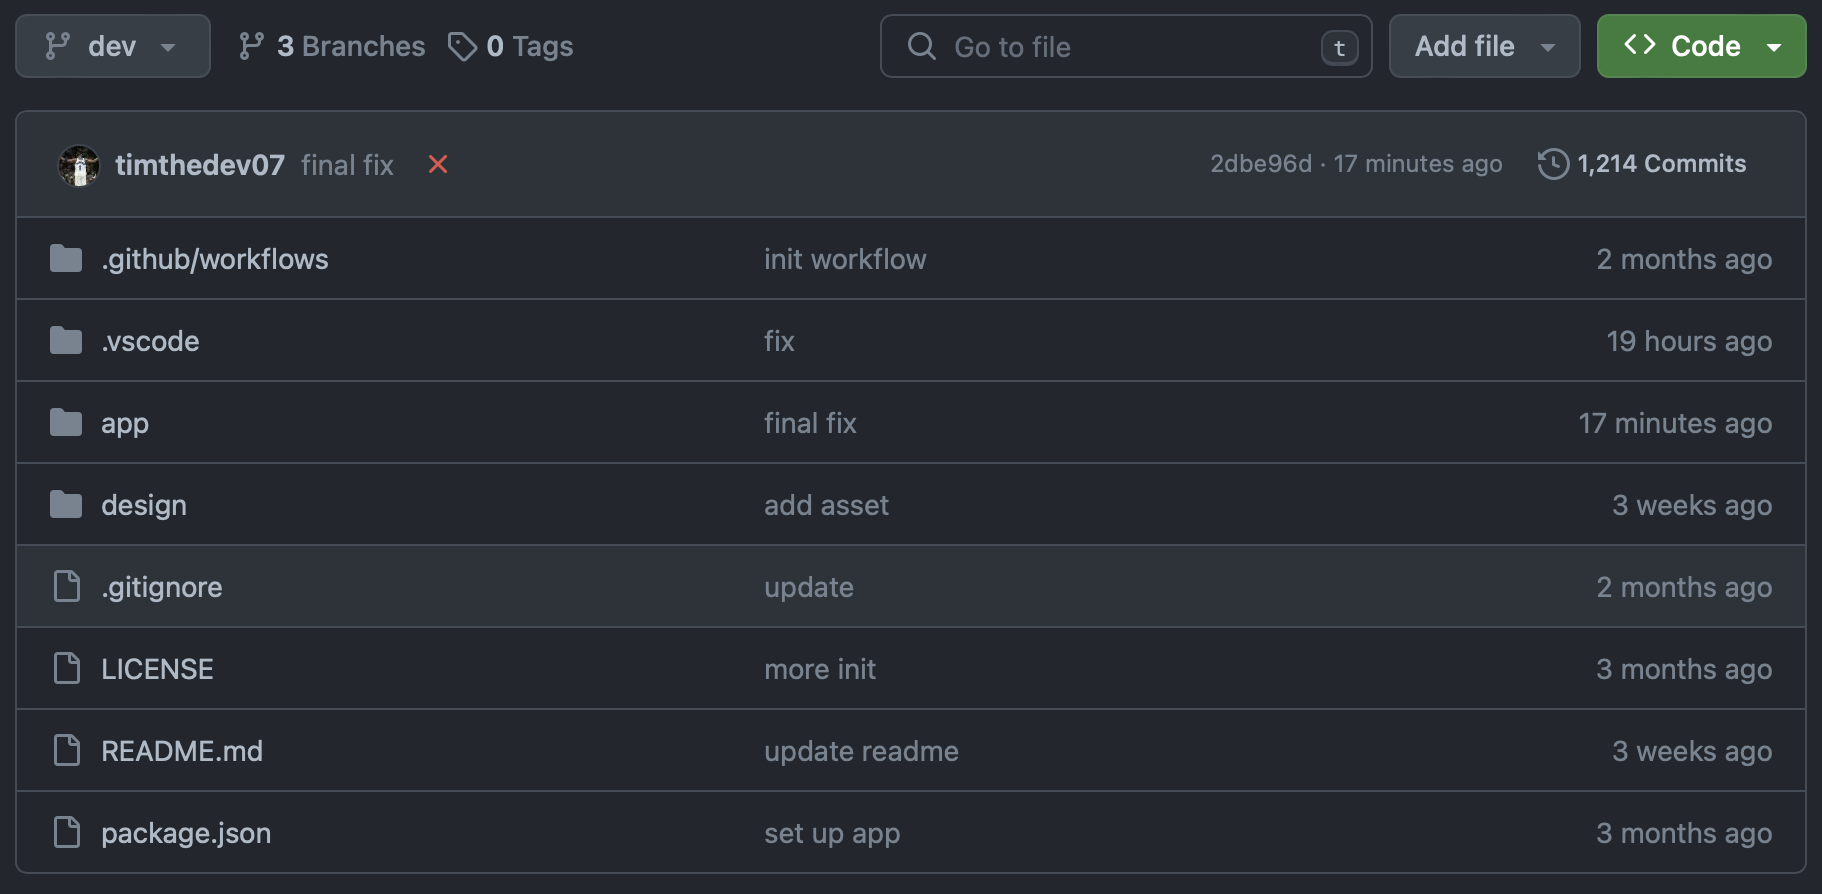 dev 3 Branches 0 Tags Go to file t Add file Code
timthedev07 final fix 2dbe96d · 17 minutes ago 1,214 Commits
.github/workflows init workflow 2 months ago
.vscode fix 19 hours ago
app final fix 17 minutes ago
design add asset 3 weeks ago
.gitignore update 2 months ago
LICENSE more init 3 months ago
README.md update readme 3 weeks ago
package.json set up app 3 months ago